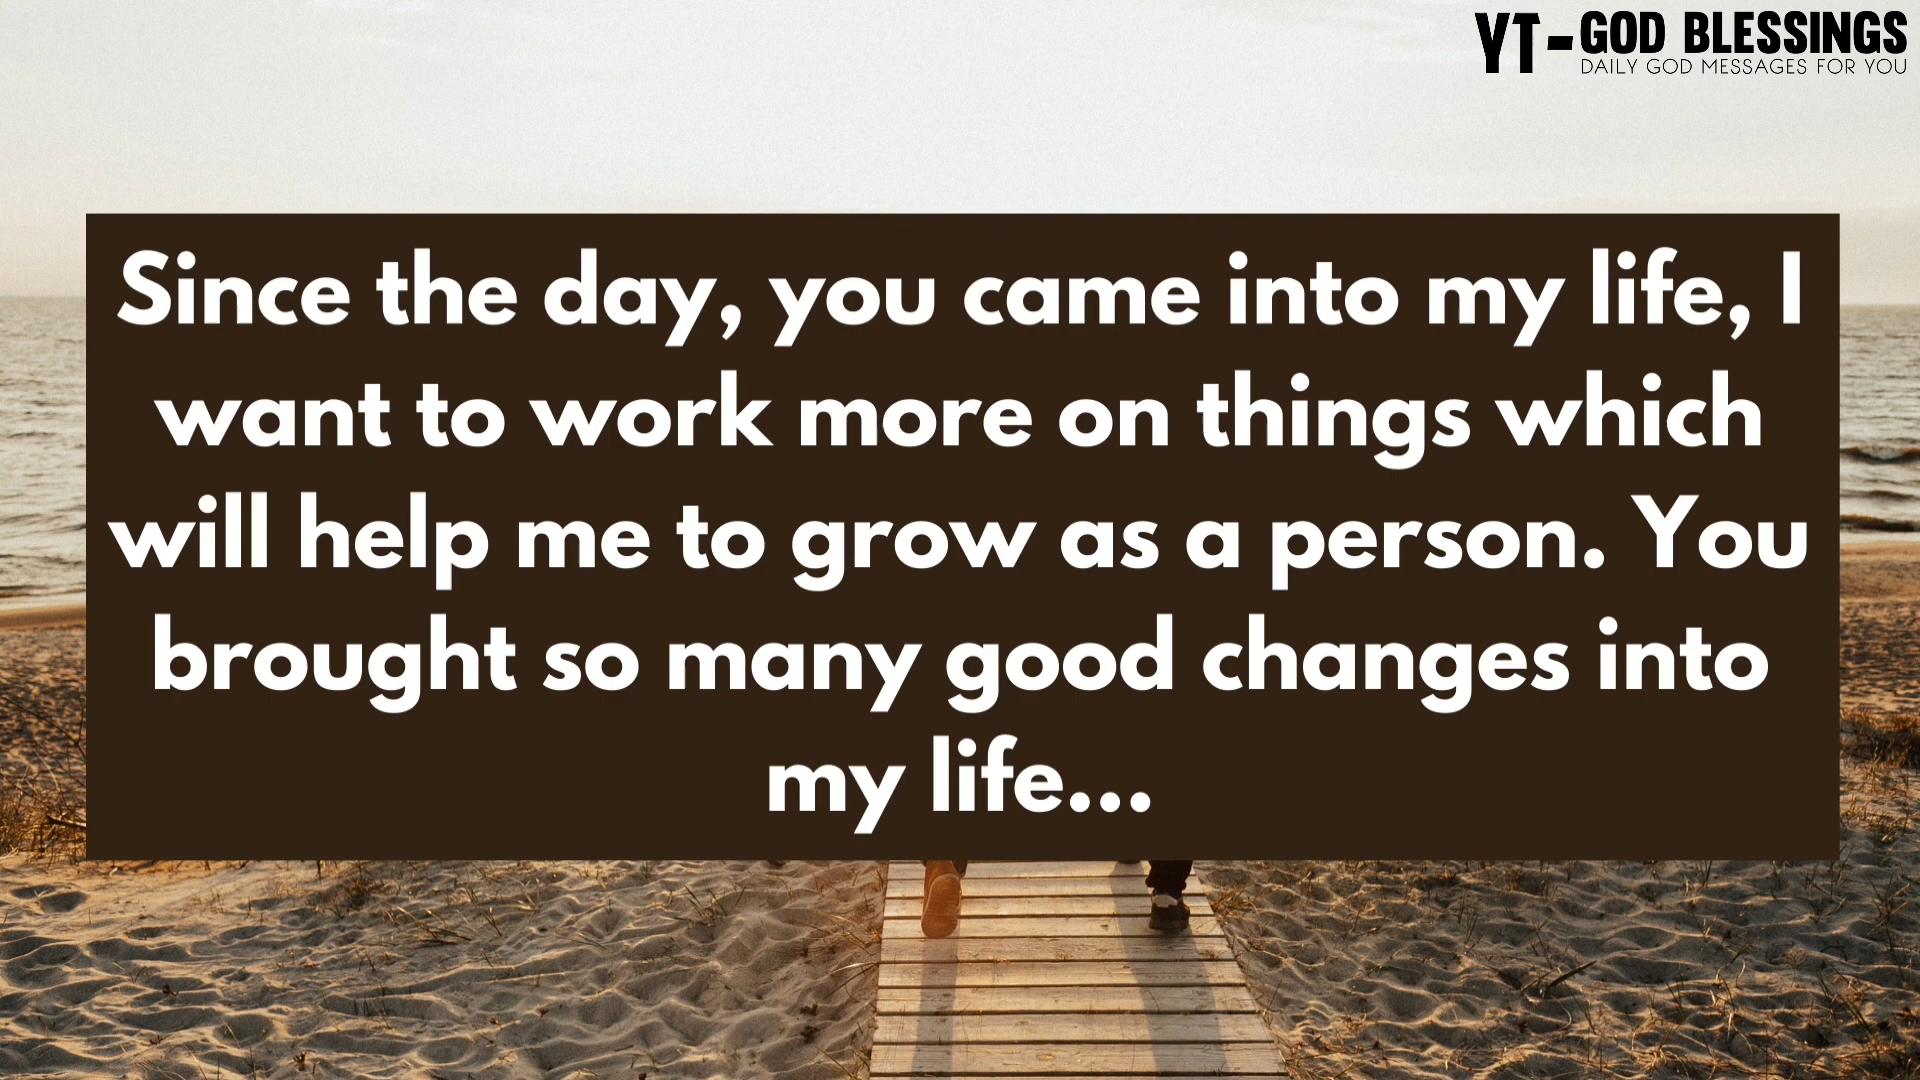 YT-GOD BLESSINGS
DAILY GOD MESSAGES FOR YOU
Since the day, you came into my life, I
want to work more on things which
will help me to grow as a person. You
brought so many good changes into
my life...